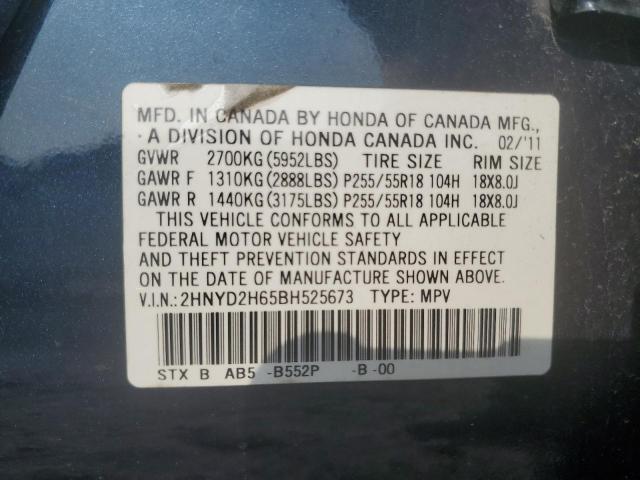 MFD. IN CANADA BY HONDA OF CANADA MFG.,
A DIVISION OF HONDA CANADA INC. 02/'11
GVWR 2700KG(5952LBS) TIRE SIZE RIM SIZE
GAWR F 1310KG(2888LBS) P255/55R18 104H 18X8.0J
GAWR R 1440KG(3175LBS) P255/55R18 104H 18X8.0J
THIS VEHICLE CONFORMS TO ALL APPLICABLE
FEDERAL MOTOR VEHICLE SAFETY
AND THEFT PREVENTION STANDARDS IN EFFECT
ON THE DATE OF MANUFACTURE SHOWN ABOVE.
V.I.N.:2HNYD2H65BH525673 TYPE: MPV
STX B AB5 -B552P -B -00